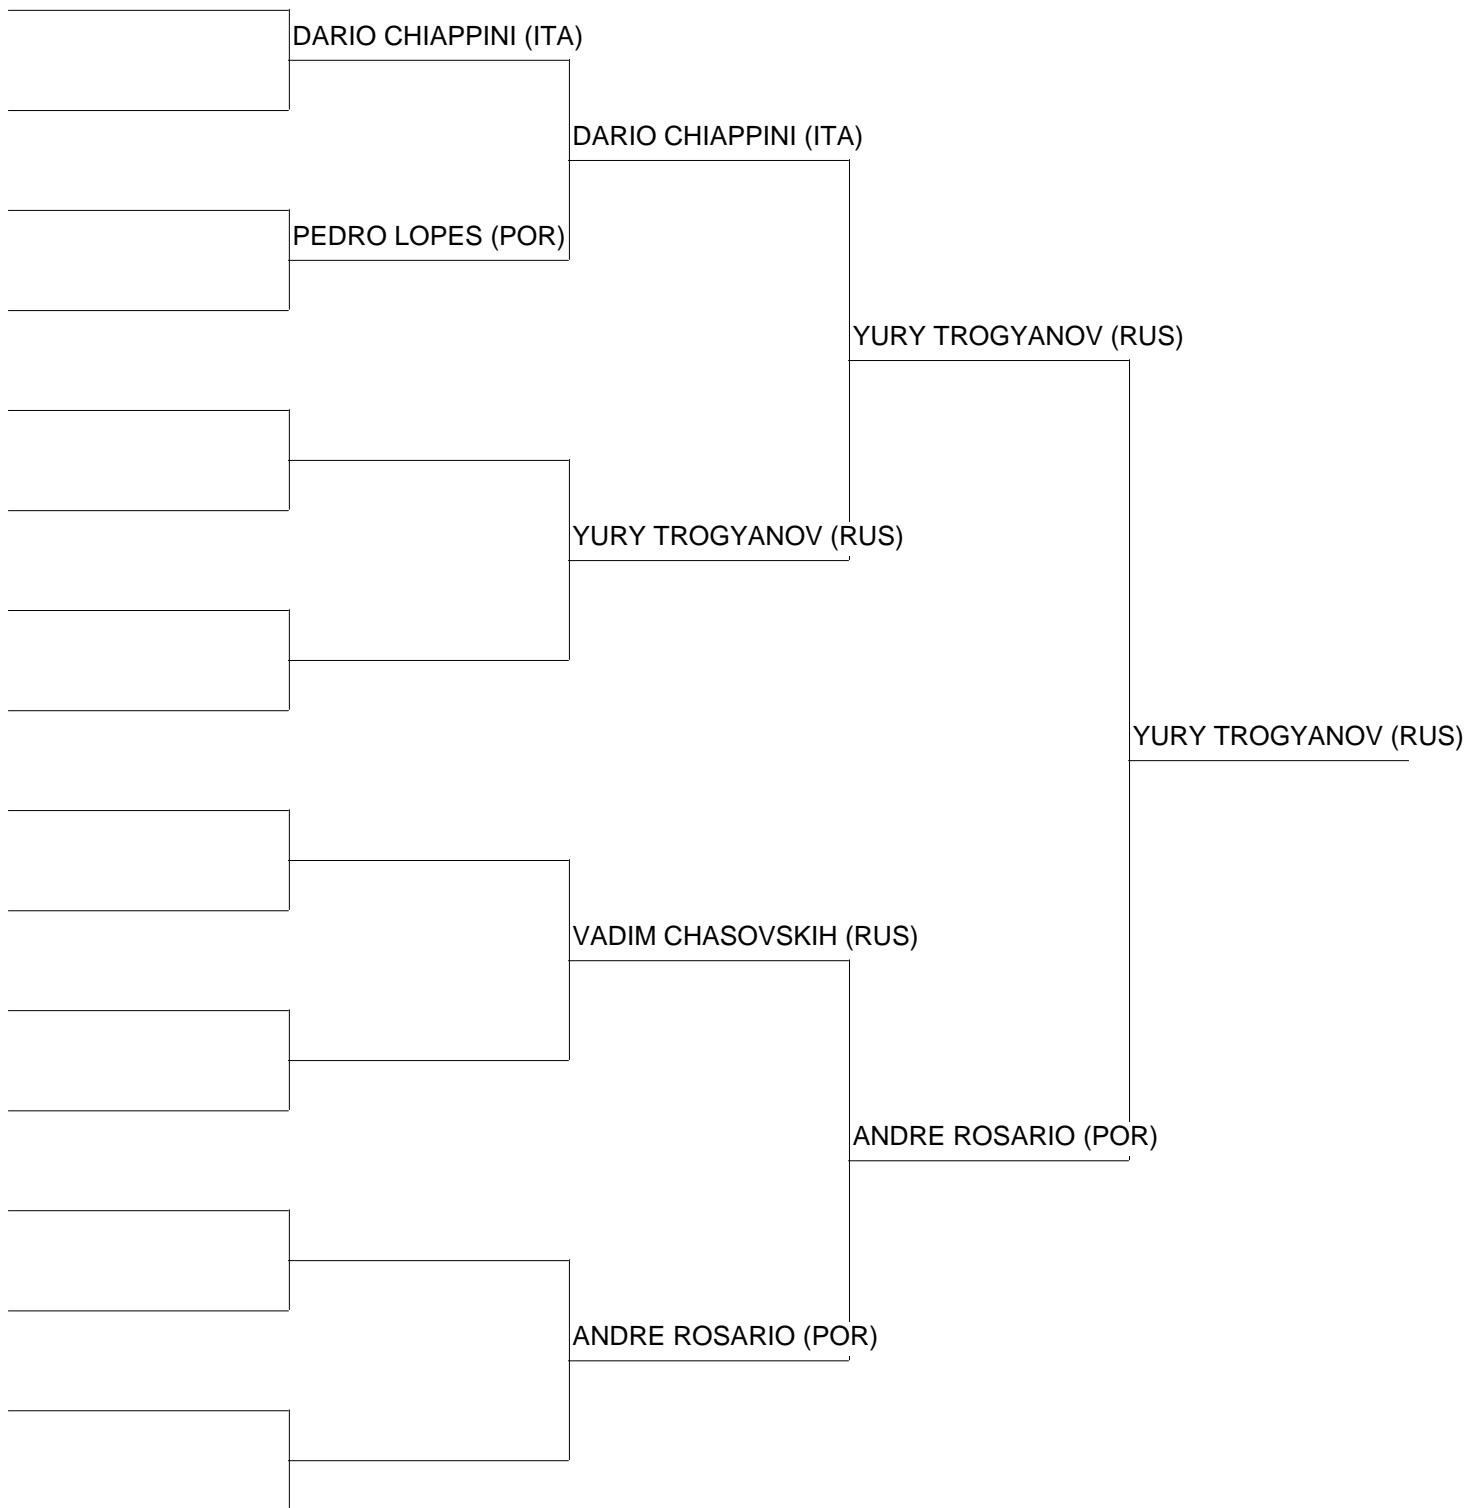 DARIO CHIAPPINI (ITA)
DARIO CHIAPPINI (ITA)
PEDRO LOPES (POR)
YURY TROGYANOV (RUS)
YURY TROGYANOV (RUS)
YURY TROGYANOV (RUS)
VADIM CHASOVSKIH (RUS)
ANDRE ROSARIO (POR)
ANDRE ROSARIO (POR)